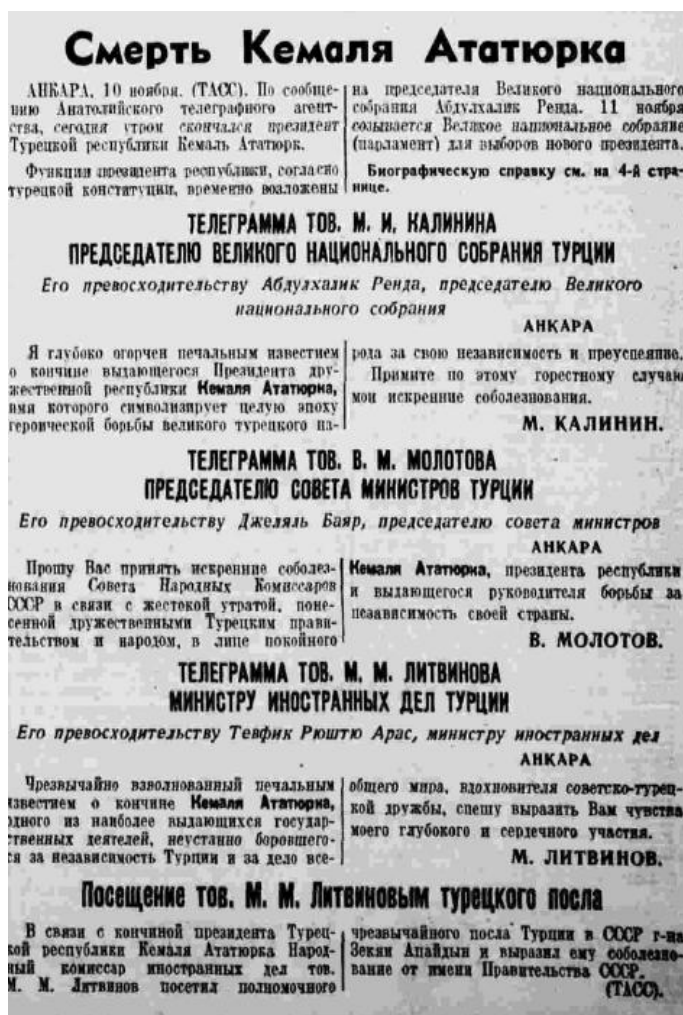 Смерть Кемаля Ататюрка
АНКАРА, 10 ноября. (ТАСС). По сообще-
нию Анатолийского телеграфного агент-
ства, сегодня утром скончался президент
Турецкой республики Кемаль Ататюрк.
Функции президента республики, согласно
турецкой конституции, временно возложены
на председателя Великого национального
собрания Абдулхалик Ренда. 11 ноября
созывается Великое национальное собрание
(парламент) для выборов нового президента.
Биографическую справку см. на 4-й стра-
нице.
ТЕЛЕГРАММА ТОВ. М. И. КАЛИНИНА
ПРЕДСЕДАТЕЛЮ ВЕЛИКОГО НАЦИОНАЛЬНОГО СОБРАНИЯ ТУРЦИИ
Его превосходительству Абдулхалик Ренда, председателю Великого
национального собрания
АНКАРА
Я глубоко огорчен печальным известием
о кончине выдающегося Президента дру-
жественной республики Кемаля Ататюрка,
имя которого символизирует целую эпоху
героической борьбы великого турецкого на-
рода за свою независимость и преуспеяние.
Примите по этому горестному случаю
мои искренние соболезнования.
М. КАЛИНИН.
ТЕЛЕГРАММА ТОВ. В. М. МОЛОТОВА
ПРЕДСЕДАТЕЛЮ СОВЕТА МИНИСТРОВ ТУРЦИИ
Его превосходительству Джеляль Баяр, председателю совета министров
АНКАРА
Прошу Вас принять искренние соболез-
нования Совета Народных Комиссаров
СССР в связи с жестокой утратой, поне-
сенной дружественными Турецким прави-
тельством и народом, в лице покойного
Кемаля Ататюрка, президента республики
и выдающегося руководителя борьбы за
независимость своей страны.
В. МОЛОТОВ.
ТЕЛЕГРАММА ТОВ. М. М. ЛИТВИНОВА
МИНИСТРУ ИНОСТРАННЫХ ДЕЛ ТУРЦИИ
Его превосходительству Тевфик Рюштю Арас, министру иностранных дел
АНКАРА
Чрезвычайно взволнованный печальным
известием о кончине Кемаля Ататюрка,
одного из наиболее выдающихся государ-
ственных деятелей, неустанно боровшего-
ся за независимость Турции и за дело все-
общего мира, вдохновителя советско-турец-
кой дружбы, спешу выразить Вам чувства
моего глубокого и сердечного участия.
М. ЛИТВИНОВ.
Посещение тов. М. М. Литвиновым турецкого посла
В связи с кончиной президента Турец-
кой республики Кемаля Ататюрка Народ-
ный комиссар иностранных дел тов.
М. М. Литвинов посетил полномочного
чрезвычайного посла Турции в СССР г-на
Зекяи Апайдын и выразил ему соболезно-
вание от имени Правительства СССР.
(ТАСС).